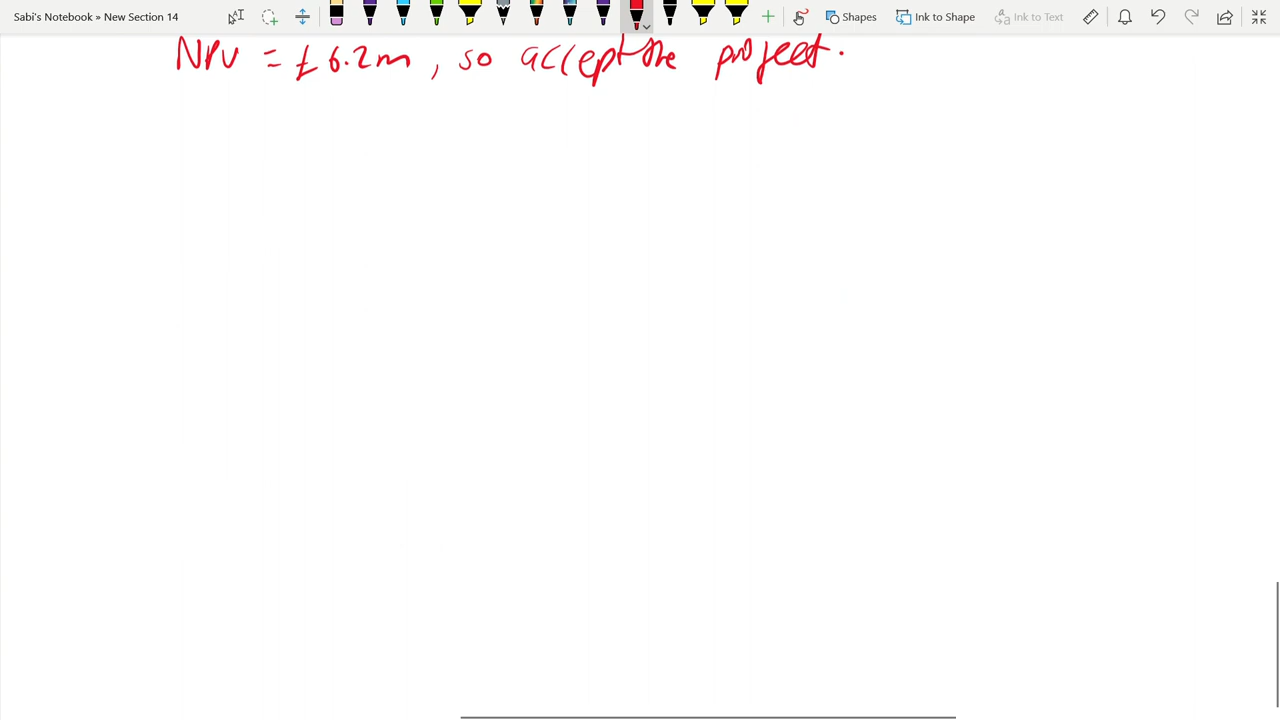 Sabi's Notebook » New Section 14
Shapes
Ink to Shape
Ink to Text
NPV = £6.2m, so accept the project.